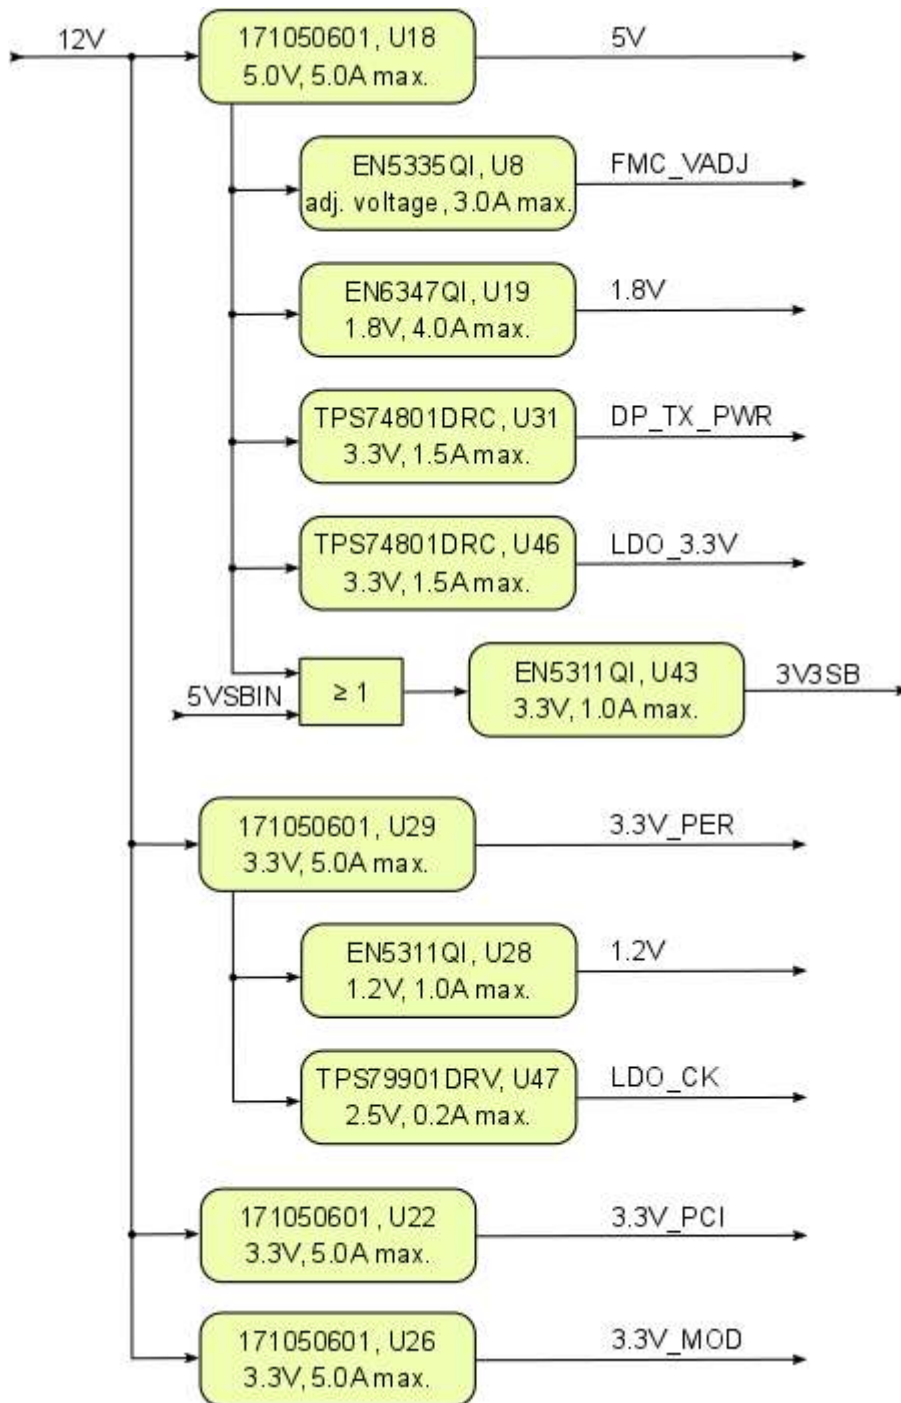 12V
171050601, U18
5.0V, 5.0A max.
5V
EN5335QI, U8
adj. voltage, 3.0A max.
FMC_VADJ
EN6347QI, U19
1.8V, 4.0A max.
1.8V
TPS74801DRC, U31
3.3V, 1.5A max.
DP_TX_PWR
TPS74801DRC, U46
3.3V, 1.5A max.
LDO_3.3V
5VSBIN
≥ 1
EN5311QI, U43
3.3V, 1.0A max.
3V3SB
171050601, U29
3.3V, 5.0A max.
3.3V_PER
EN5311QI, U28
1.2V, 1.0A max.
1.2V
TPS79901DRV, U47
2.5V, 0.2A max.
LDO_CK
171050601, U22
3.3V, 5.0A max.
3.3V_PCI
171050601, U26
3.3V, 5.0A max.
3.3V_MOD